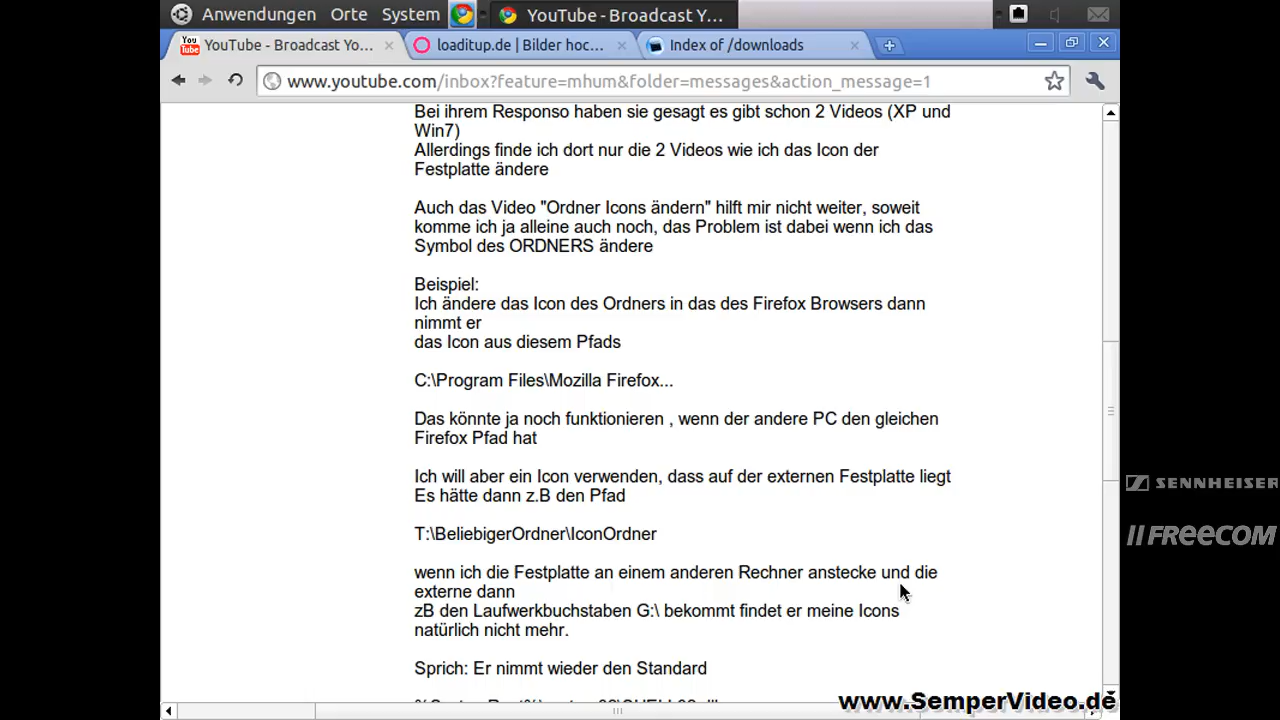 Anwendungen Orte System YouTube - Broadcast Y...
You Tube YouTube - Broadcast Yo... loaditup.de | Bilder hoc... Index of /downloads
www.youtube.com/inbox?feature=mhum&folder=messages&action_message=1
Bei ihrem Responso haben sie gesagt es gibt schon 2 Videos (XP und
Win7)
Allerdings finde ich dort nur die 2 Videos wie ich das Icon der
Festplatte ändere
Auch das Video "Ordner Icons ändern" hilft mir nicht weiter, soweit
komme ich ja alleine auch noch, das Problem ist dabei wenn ich das
Symbol des ORDNERS ändere
Beispiel:
Ich ändere das Icon des Ordners in das des Firefox Browsers dann
nimmt er
das Icon aus diesem Pfads
C:\Program Files\Mozilla Firefox...
Das könnte ja noch funktionieren , wenn der andere PC den gleichen
Firefox Pfad hat
Ich will aber ein Icon verwenden, dass auf der externen Festplatte liegt
Es hätte dann z.B den Pfad
T:\BeliebigerOrdner\IconOrdner
wenn ich die Festplatte an einem anderen Rechner anstecke und die
externe dann
zB den Laufwerkbuchstaben G:\ bekommt findet er meine Icons
natürlich nicht mehr.
Sprich: Er nimmt wieder den Standard
www.SemperVideo.de
SENNHEISER
FREECOM